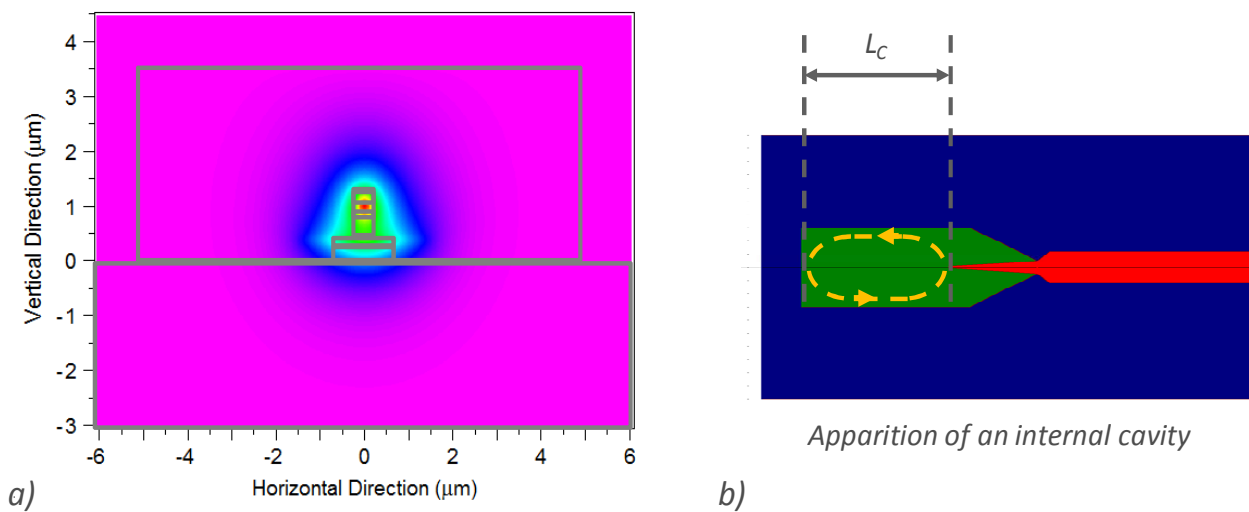 4
3
2
1
0
-1
-2
-3
Vertical Direction (μm)
-6
-4
-2
0
2
4
6
Horizontal Direction (μm)
a)
L_C
Apparition of an internal cavity
b)